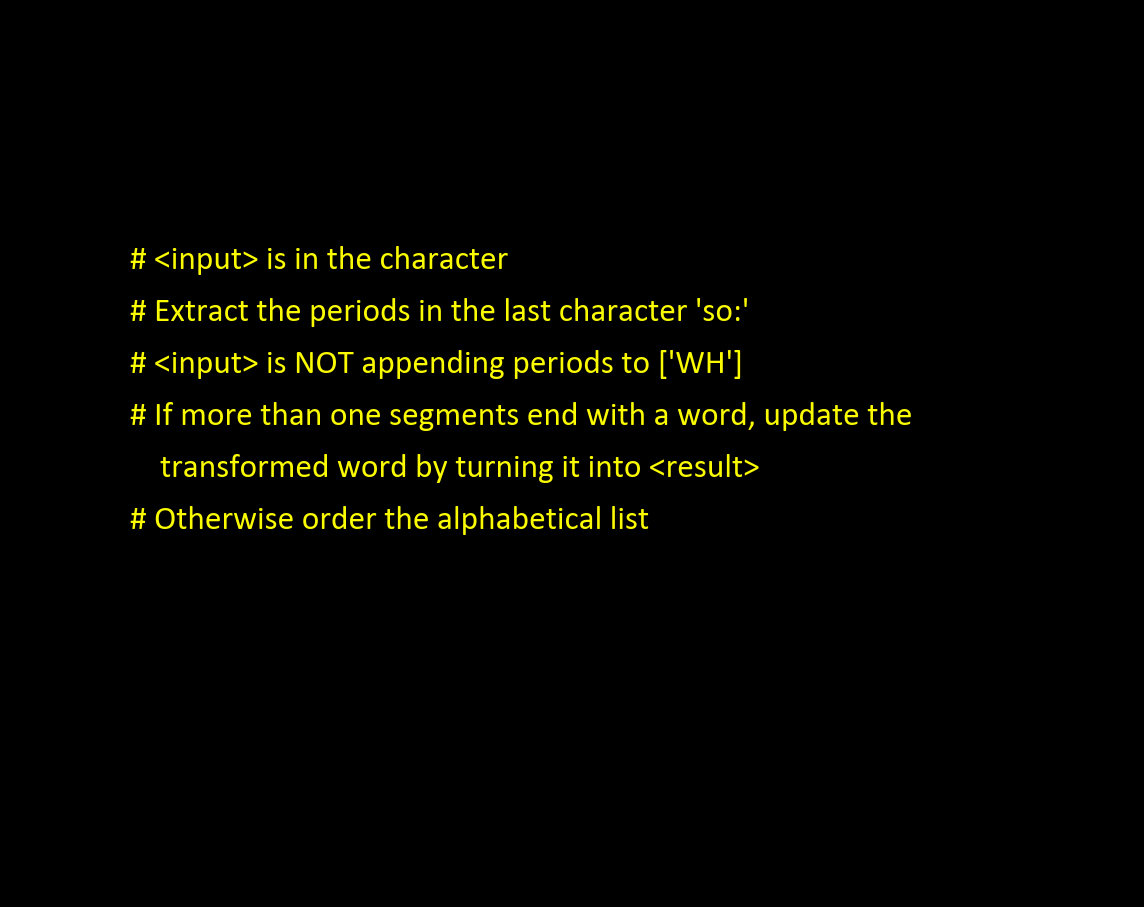 # <input> is in the character
# Extract the periods in the last character 'so:'
# <input> is NOT appending periods to ['WH']
# If more than one segments end with a word, update the
transformed word by turning it into <result>
# Otherwise order the alphabetical list